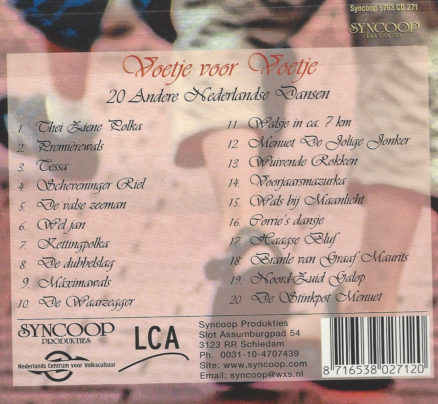 Syncoop 5763 CD 271
SYNCOOP
PRODUKTIES
Voetje voor Voetje
20 Andere Nederlandse Dansen
1. Thei Ziene Polka
2. Premièrewals
3. Tessa
4. Scheveninger Riel
5. De valse zeeman
6. Wel jan
7. Kettingpolka
8. De dubbelslag
9. Máximawals
10. De Waarzegger
11. Walsje in ca. 7 km
12. Menuet De Jolige Jonker
13. Wuivende Rokken
14. Voorjaarsmazurka
15. Wals bij Maanlicht
16. Corrie's dansje
17. Haagse Bluf
18. Branle van Graaf Maurits
19. Noord-Zuid Galop
20. De Stinkpot Menuet
SYNCOOP
PRODUKTIES
Nederlands Centrum voor Volkscultuur
LCA
Syncoop Produkties
Slot Assumburgpad 54
3123 RR Schiedam
Ph. 0031-10-4707439
Site: www.syncoop.com
Email: syncoop@wxs.nl
8 716538 027120